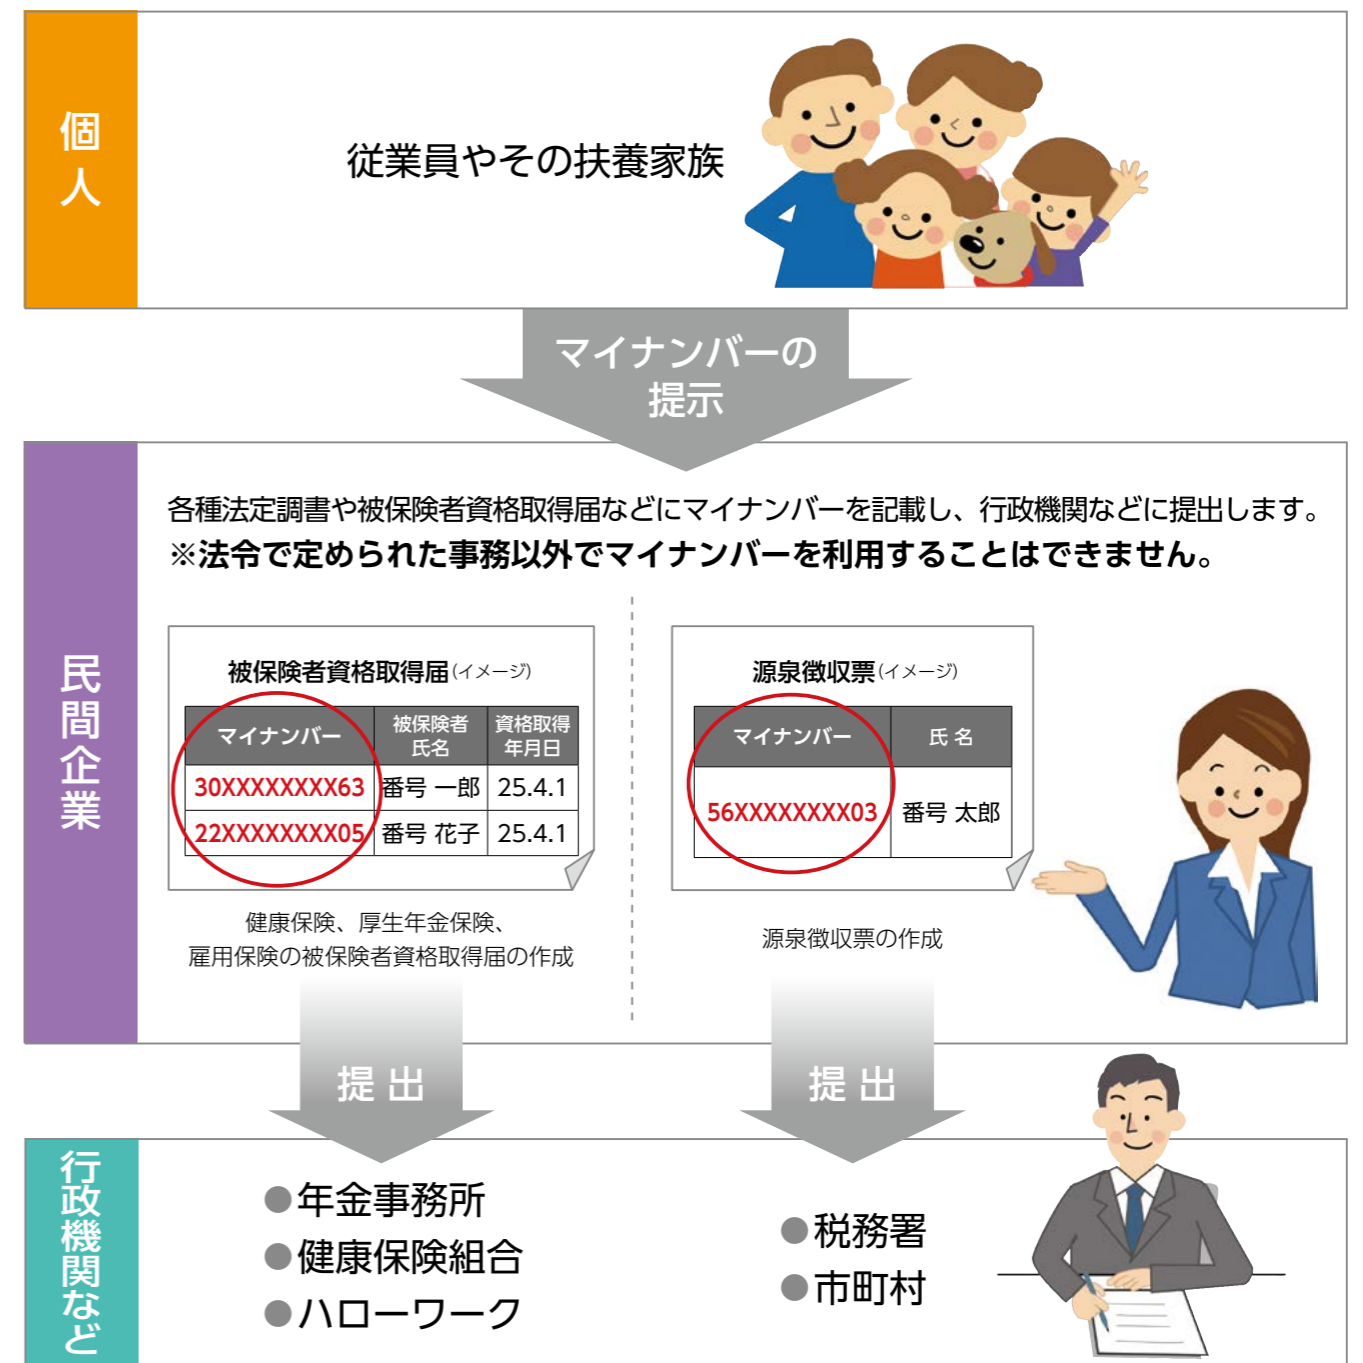 個人
従業員やその扶養家族
マイナンバーの
提示
民間企業
各種法定調書や被保険者資格取得届などにマイナンバーを記載し、行政機関などに提出します。
※法令で定められた事務以外でマイナンバーを利用することはできません。
被保険者資格取得届(イメージ)
マイナンバー 被保険者氏名 資格取得年月日
30XXXXXXXX63 番号 一郎 25.4.1
22XXXXXXXX05 番号 花子 25.4.1
健康保険、厚生年金保険、
雇用保険の被保険者資格取得届の作成
源泉徴収票(イメージ)
マイナンバー 氏 名
56XXXXXXXX03 番号 太郎
源泉徴収票の作成
提 出
提 出
行政機関など
●年金事務所
●健康保険組合
●ハローワーク
●税務署
●市町村